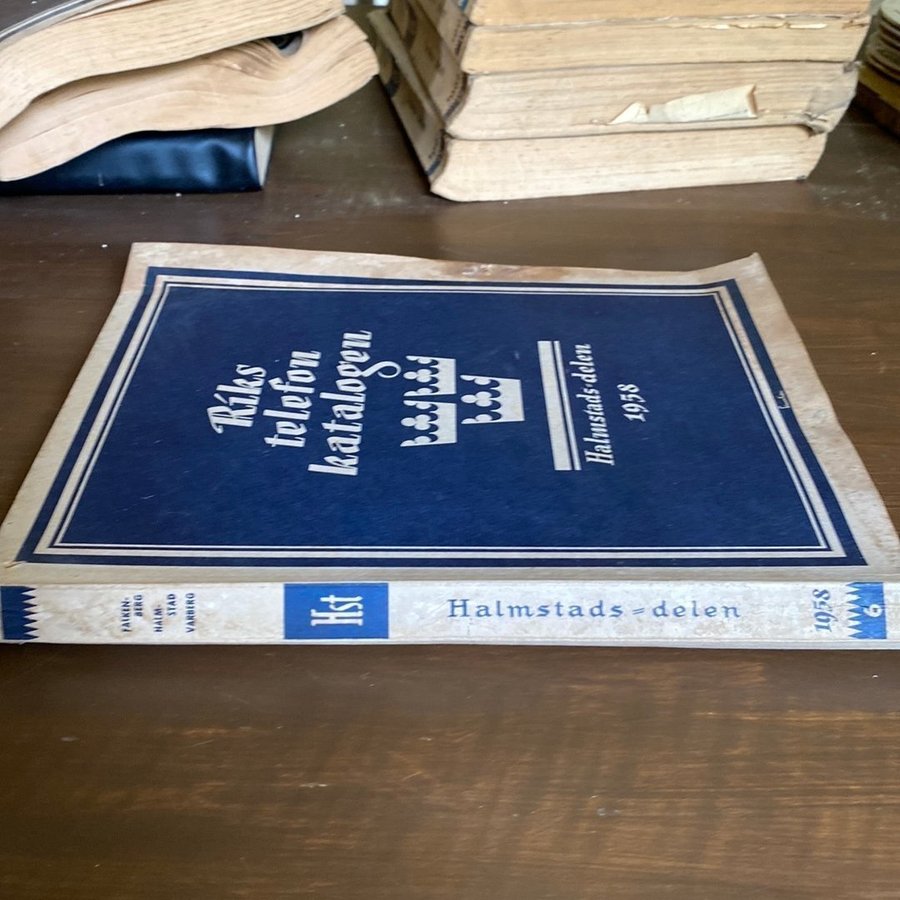 Riks
telefon
katalogen
Halmstads-delen
1958
FALKEN-
BERG
HALM-
STAD
VARBERG
Hst
Halmstads-delen
1958
6